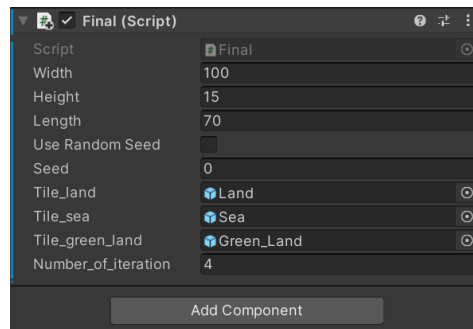 Final (Script)
Script Final
Width 100
Height 15
Length 70
Use Random Seed
Seed 0
Tile_land Land
Tile_sea Sea
Tile_green_land Green_Land
Number_of_iteration 4
Add Component